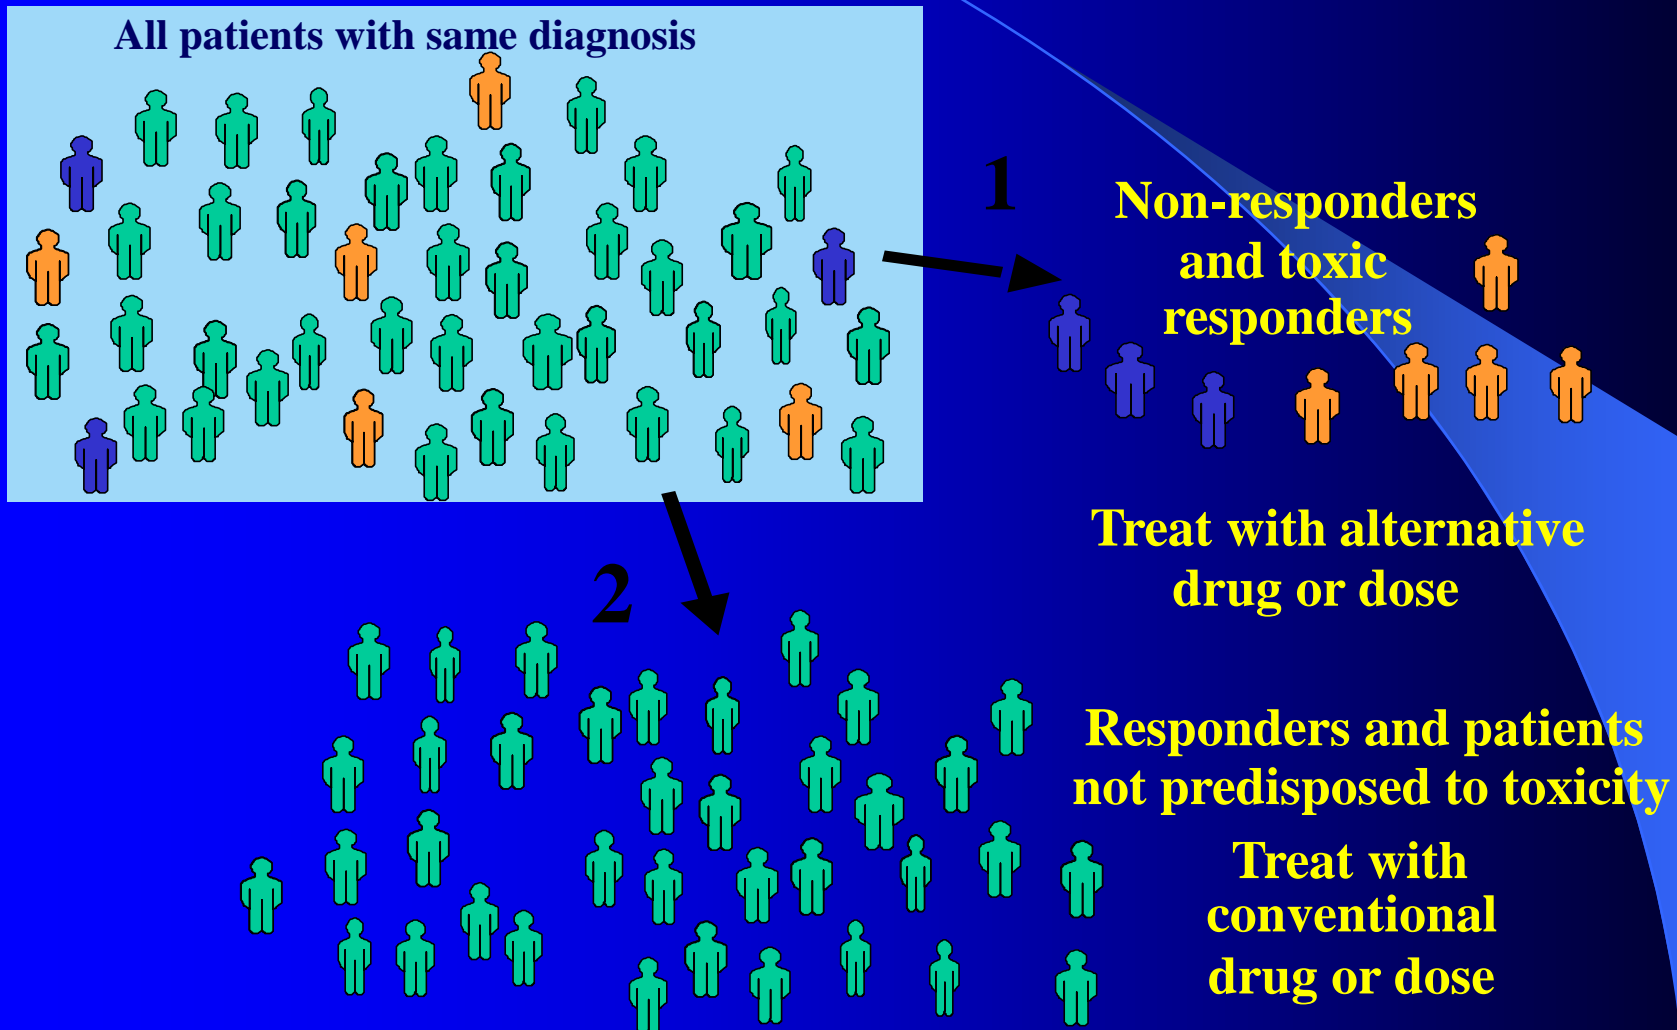 All patients with same diagnosis
1
Non-responders
and toxic
responders
Treat with alternative
drug or dose
2
Responders and patients
not predisposed to toxicity
Treat with
conventional
drug or dose